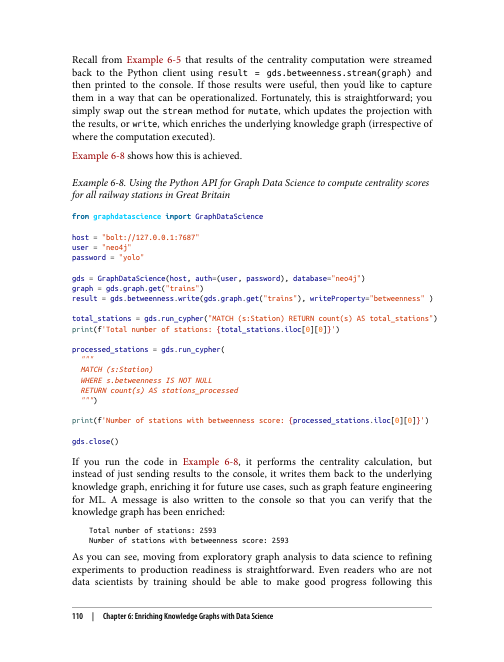 Recall from Example 6-5 that results of the centrality computation were streamed
back to the Python client using result = gds.betweenness.stream(graph) and
then printed to the console. If those results were useful, then you'd like to capture
them in a way that can be operationalized. Fortunately, this is straightforward; you
simply swap out the stream method for mutate, which updates the projection with
the results, or write, which enriches the underlying knowledge graph (irrespective of
where the computation executed).
Example 6-8 shows how this is achieved.
Example 6-8. Using the Python API for Graph Data Science to compute centrality scores
for all railway stations in Great Britain
from graphdatascience import GraphDataScience
host = "bolt://127.0.0.1:7687"
user = "neo4j"
password = "yolo"
gds = GraphDataScience(host, auth=(user, password), database="neo4j")
graph = gds.graph.get("trains")
result = gds.betweenness.write(gds.graph.get("trains"), writeProperty="betweenness" )
total_stations = gds.run_cypher("MATCH (s:Station) RETURN count(s) AS total_stations")
print(f'Total number of stations: {total_stations.iloc[0][0]}')
processed_stations = gds.run_cypher(
"""
MATCH (s:Station)
WHERE s.betweenness IS NOT NULL
RETURN count(s) AS stations_processed
""")
print(f'Number of stations with betweenness score: {processed_stations.iloc[0][0]}')
gds.close()
If you run the code in Example 6-8, it performs the centrality calculation, but
instead of just sending results to the console, it writes them back to the underlying
knowledge graph, enriching it for future use cases, such as graph feature engineering
for ML. A message is also written to the console so that you can verify that the
knowledge graph has been enriched:
Total number of stations: 2593
Number of stations with betweenness score: 2593
As you can see, moving from exploratory graph analysis to data science to refining
experiments to production readiness is straightforward. Even readers who are not
data scientists by training should be able to make good progress following this
110 | Chapter 6: Enriching Knowledge Graphs with Data Science